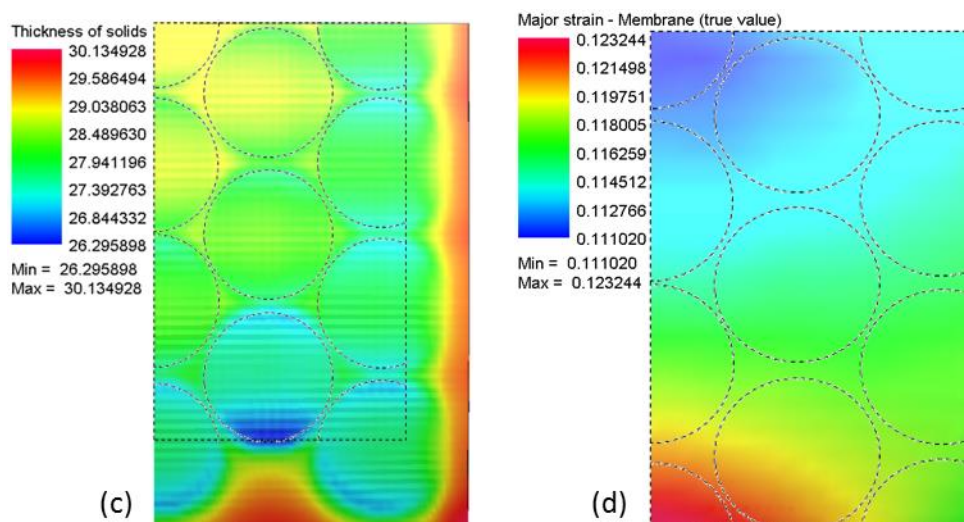 Thickness of solids
30.134928
29.586494
29.038063
28.489630
27.941196
27.392763
26.844332
26.295898
Min = 26.295898
Max = 30.134928
(c)
Major strain - Membrane (true value)
0.123244
0.121498
0.119751
0.118005
0.116259
0.114512
0.112766
0.111020
Min = 0.111020
Max = 0.123244
(d)